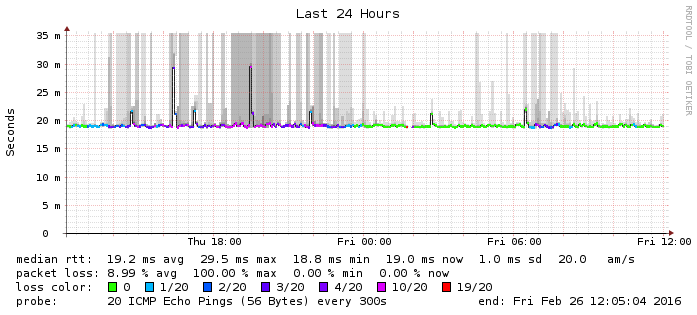 Last 24 Hours
RRDTOOL / TOBI OETIKER
Seconds
35 m
30 m
25 m
20 m
15 m
10 m
5 m
0
Thu 18:00 Fri 00:00 Fri 06:00 Fri 12:00
median rtt: 19.2 ms avg 29.5 ms max 18.8 ms min 19.0 ms now 1.0 ms sd 20.0 am/s
packet loss: 8.99 % avg 100.00 % max 0.00 % min 0.00 % now
loss color: 0 1/20 2/20 3/20 4/20 10/20 19/20
probe: 20 ICMP Echo Pings (56 Bytes) every 300s end: Fri Feb 26 12:05:04 2016